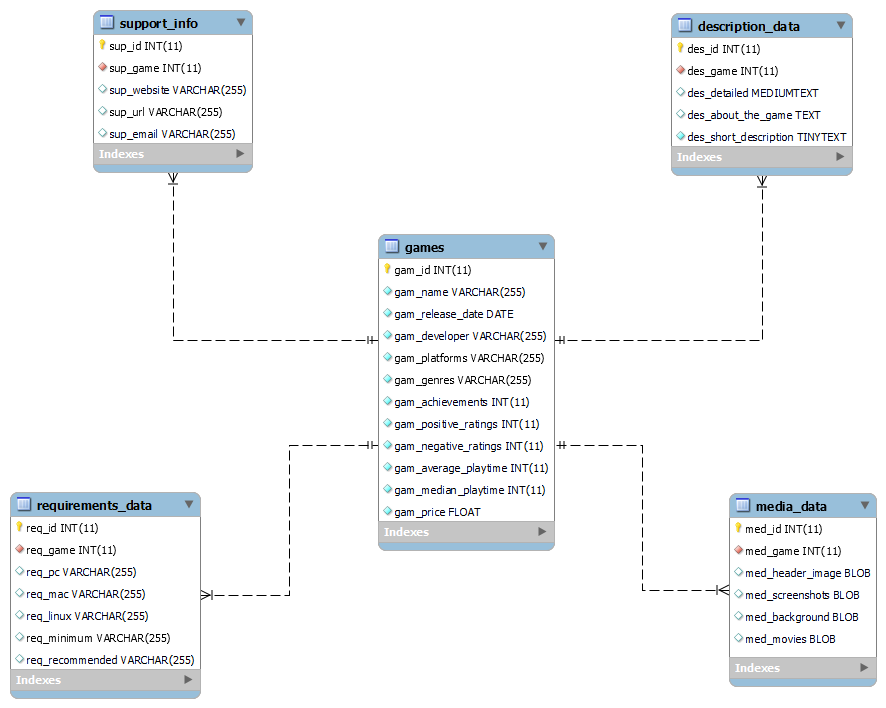 support_info
sup_id INT(11)
sup_game INT(11)
sup_website VARCHAR(255)
sup_url VARCHAR(255)
sup_email VARCHAR(255)
Indexes
description_data
des_id INT(11)
des_game INT(11)
des_detailed MEDIUMTEXT
des_about_the_game TEXT
des_short_description TINYTEXT
Indexes
games
gam_id INT(11)
gam_name VARCHAR(255)
gam_release_date DATE
gam_developer VARCHAR(255)
gam_platforms VARCHAR(255)
gam_genres VARCHAR(255)
gam_achievements INT(11)
gam_positive_ratings INT(11)
gam_negative_ratings INT(11)
gam_average_playtime INT(11)
gam_median_playtime INT(11)
gam_price FLOAT
Indexes
requirements_data
req_id INT(11)
req_game INT(11)
req_pc VARCHAR(255)
req_mac VARCHAR(255)
req_linux VARCHAR(255)
req_minimum VARCHAR(255)
req_recommended VARCHAR(255)
Indexes
media_data
med_id INT(11)
med_game INT(11)
med_header_image BLOB
med_screenshots BLOB
med_background BLOB
med_movies BLOB
Indexes